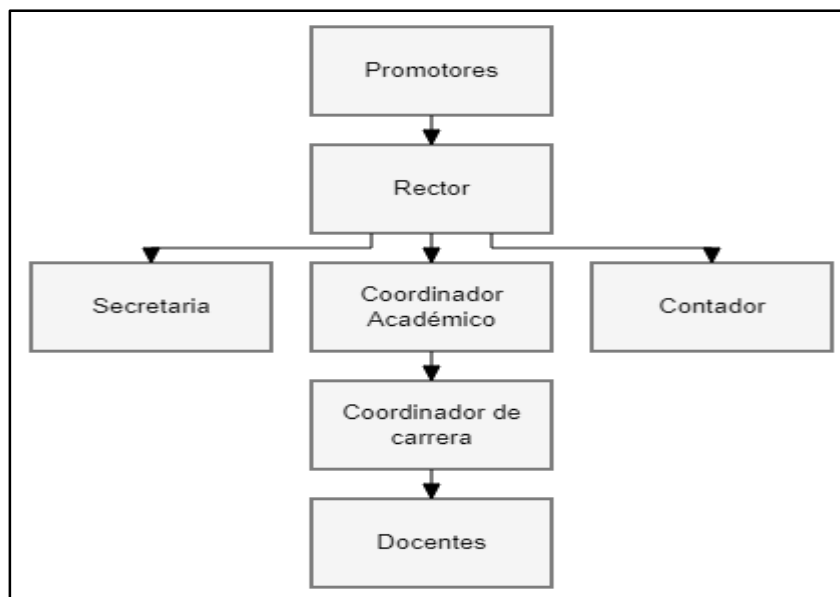 Promotores
Rector
Secretaria
Coordinador
Académico
Contador
Coordinador de
carrera
Docentes